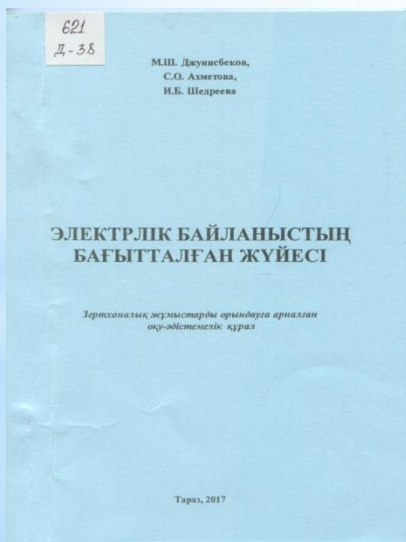 621
Д-38
М.Ш. Джунисбеков,
С.О. Ахметова,
И.Б. Шедреева
ЭЛЕКТРЛІК БАЙЛАНЫСТЫҢ
БАҒЫТТАЛҒАН ЖҮЙЕСІ
Зертханалық жұмыстарды орындауға арналған
оқу-әдістемелік құрал
Тараз, 2017